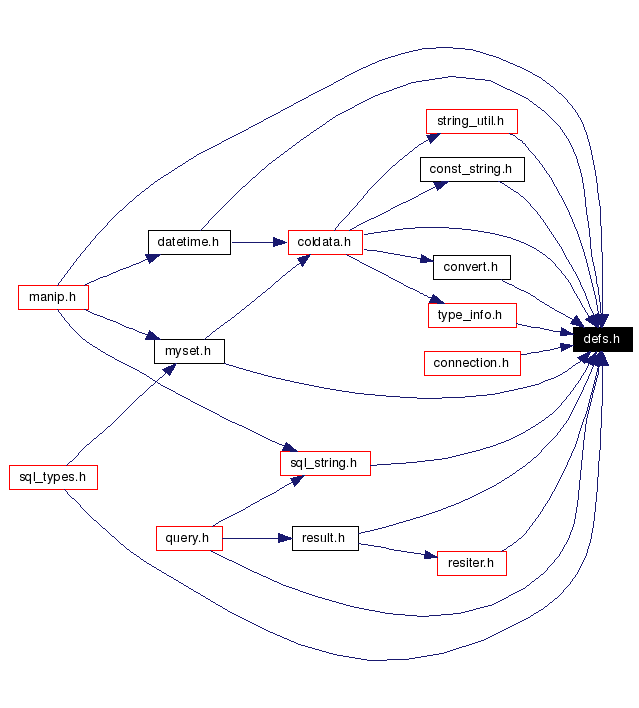 string_util.h
const_string.h
datetime.h
coldata.h
convert.h
manip.h
type_info.h
defs.h
myset.h
connection.h
sql_string.h
sql_types.h
query.h
result.h
resiter.h